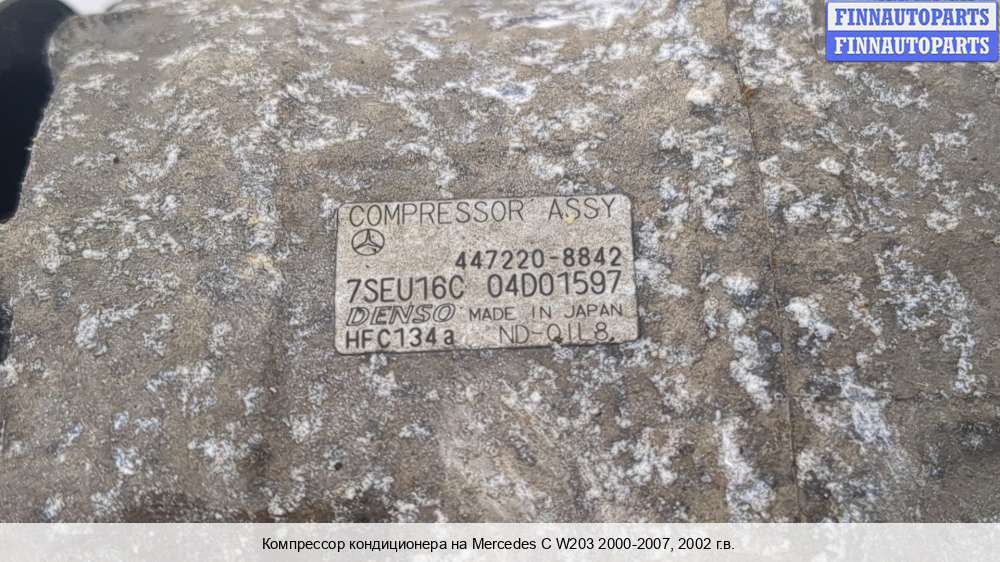 FINNAUTOPARTS
FINNAUTOPARTS
COMPRESSOR ASSY
447220-8842
7SEU16C 04D01597
DENSO MADE IN JAPAN
HFC134a ND-OIL8
Компрессор кондиционера на Mercedes C W203 2000-2007, 2002 г.в.